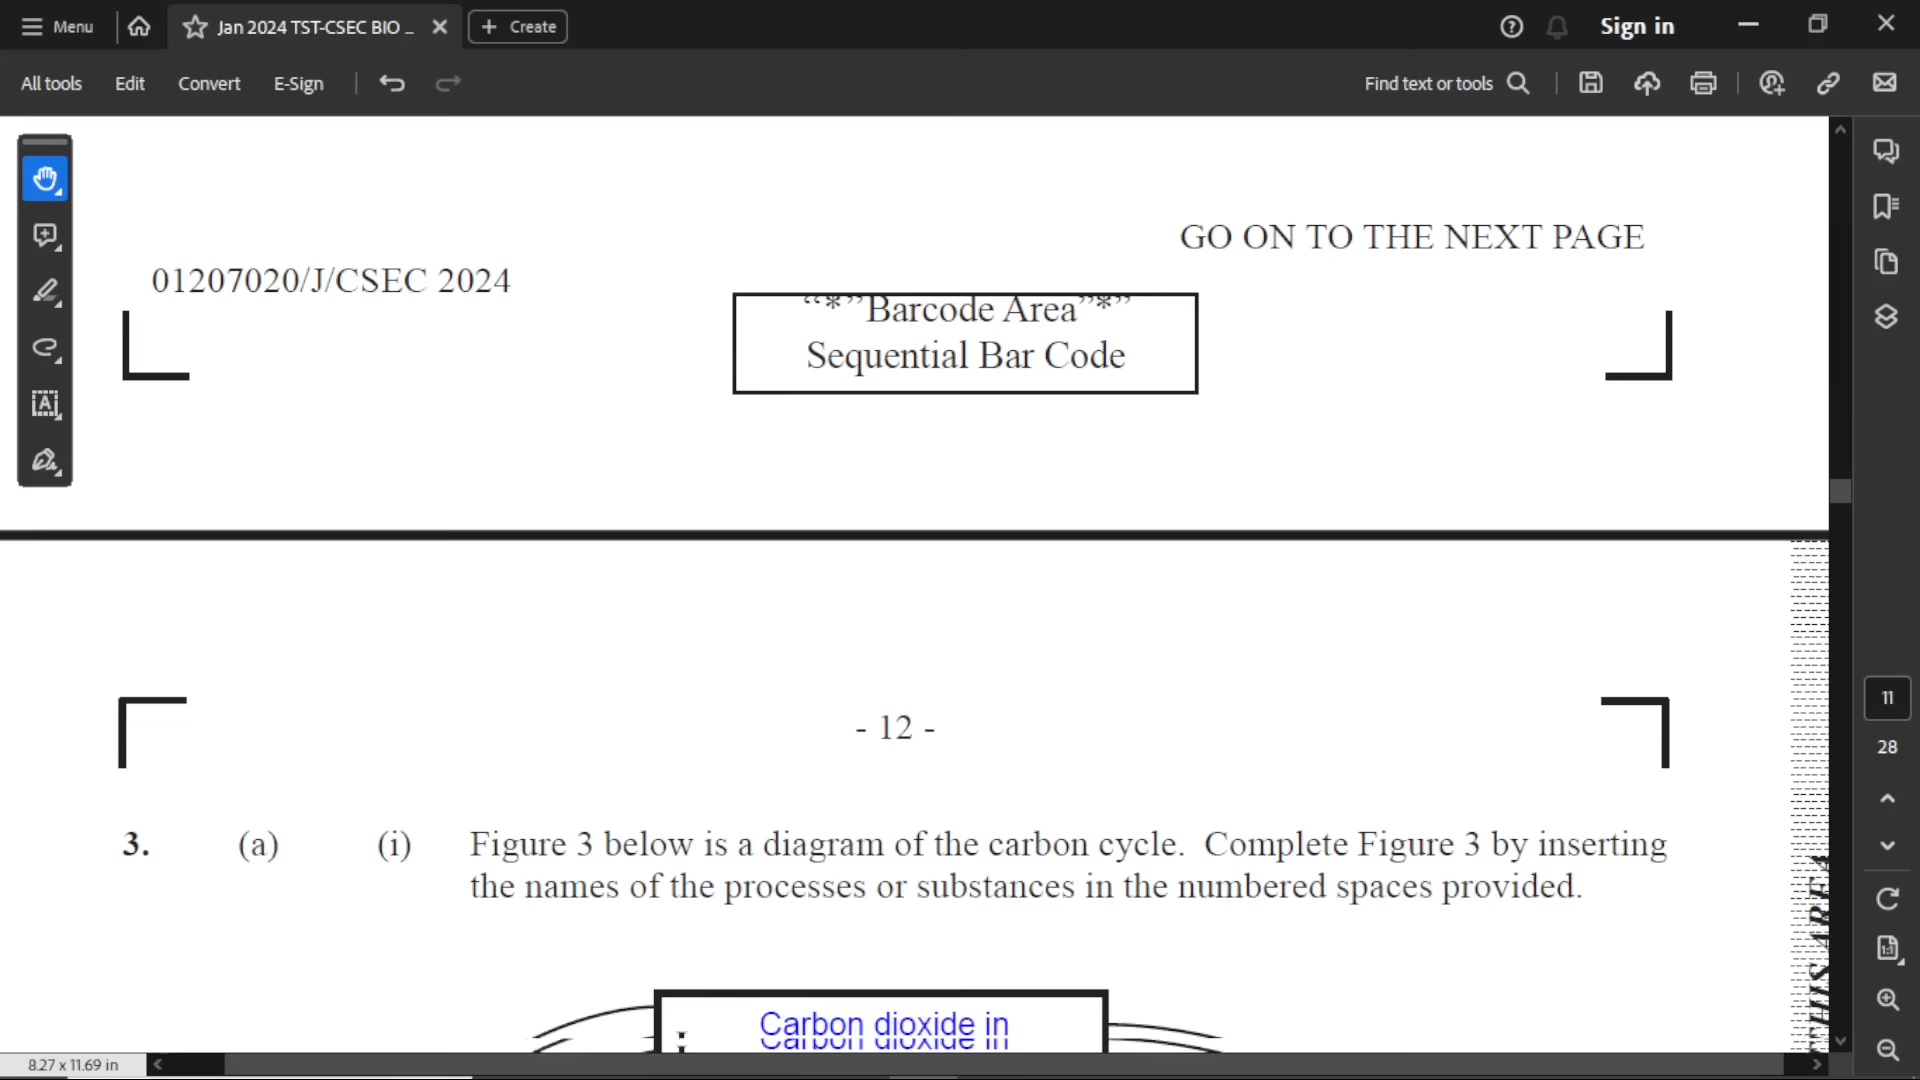 Menu
Jan 2024 TST-CSEC BIO _
Create
Sign in
All tools
Edit
Convert
E-Sign
Find text or tools
GO ON TO THE NEXT PAGE
01207020/J/CSEC 2024
“*”Barcode Area”*”
Sequential Bar Code
- 12 -
3. (a) (i) Figure 3 below is a diagram of the carbon cycle. Complete Figure 3 by inserting
the names of the processes or substances in the numbered spaces provided.
Carbon dioxide in
THIS AREA
11
28
8.27 x 11.69 in